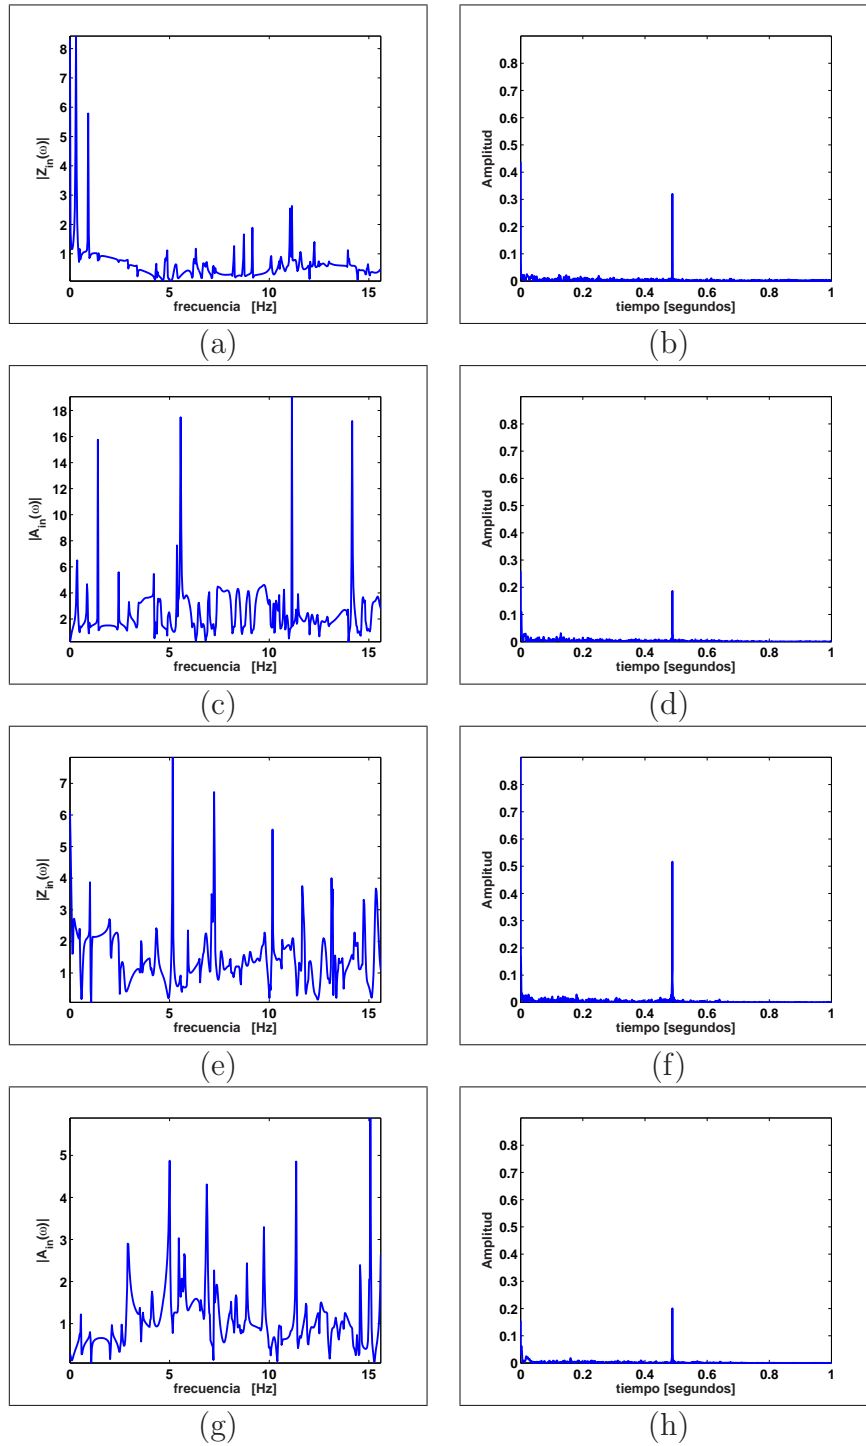 8
7
6
5
4
3
2
1
|Z_in(ω)|
0 5 10 15
frecuencia [Hz]
(a)
0.8
0.7
0.6
0.5
0.4
0.3
0.2
0.1
0
Amplitud
0 0.2 0.4 0.6 0.8 1
tiempo [segundos]
(b)
18
16
14
12
10
8
6
4
2
|A_in(ω)|
0 5 10 15
frecuencia [Hz]
(c)
0.8
0.7
0.6
0.5
0.4
0.3
0.2
0.1
0
Amplitud
0 0.2 0.4 0.6 0.8 1
tiempo [segundos]
(d)
7
6
5
4
3
2
1
|Z_in(ω)|
0 5 10 15
frecuencia [Hz]
(e)
0.8
0.7
0.6
0.5
0.4
0.3
0.2
0.1
0
Amplitud
0 0.2 0.4 0.6 0.8 1
tiempo [segundos]
(f)
5
4
3
2
1
|A_in(ω)|
0 5 10 15
frecuencia [Hz]
(g)
0.8
0.7
0.6
0.5
0.4
0.3
0.2
0.1
0
Amplitud
0 0.2 0.4 0.6 0.8 1
tiempo [segundos]
(h)